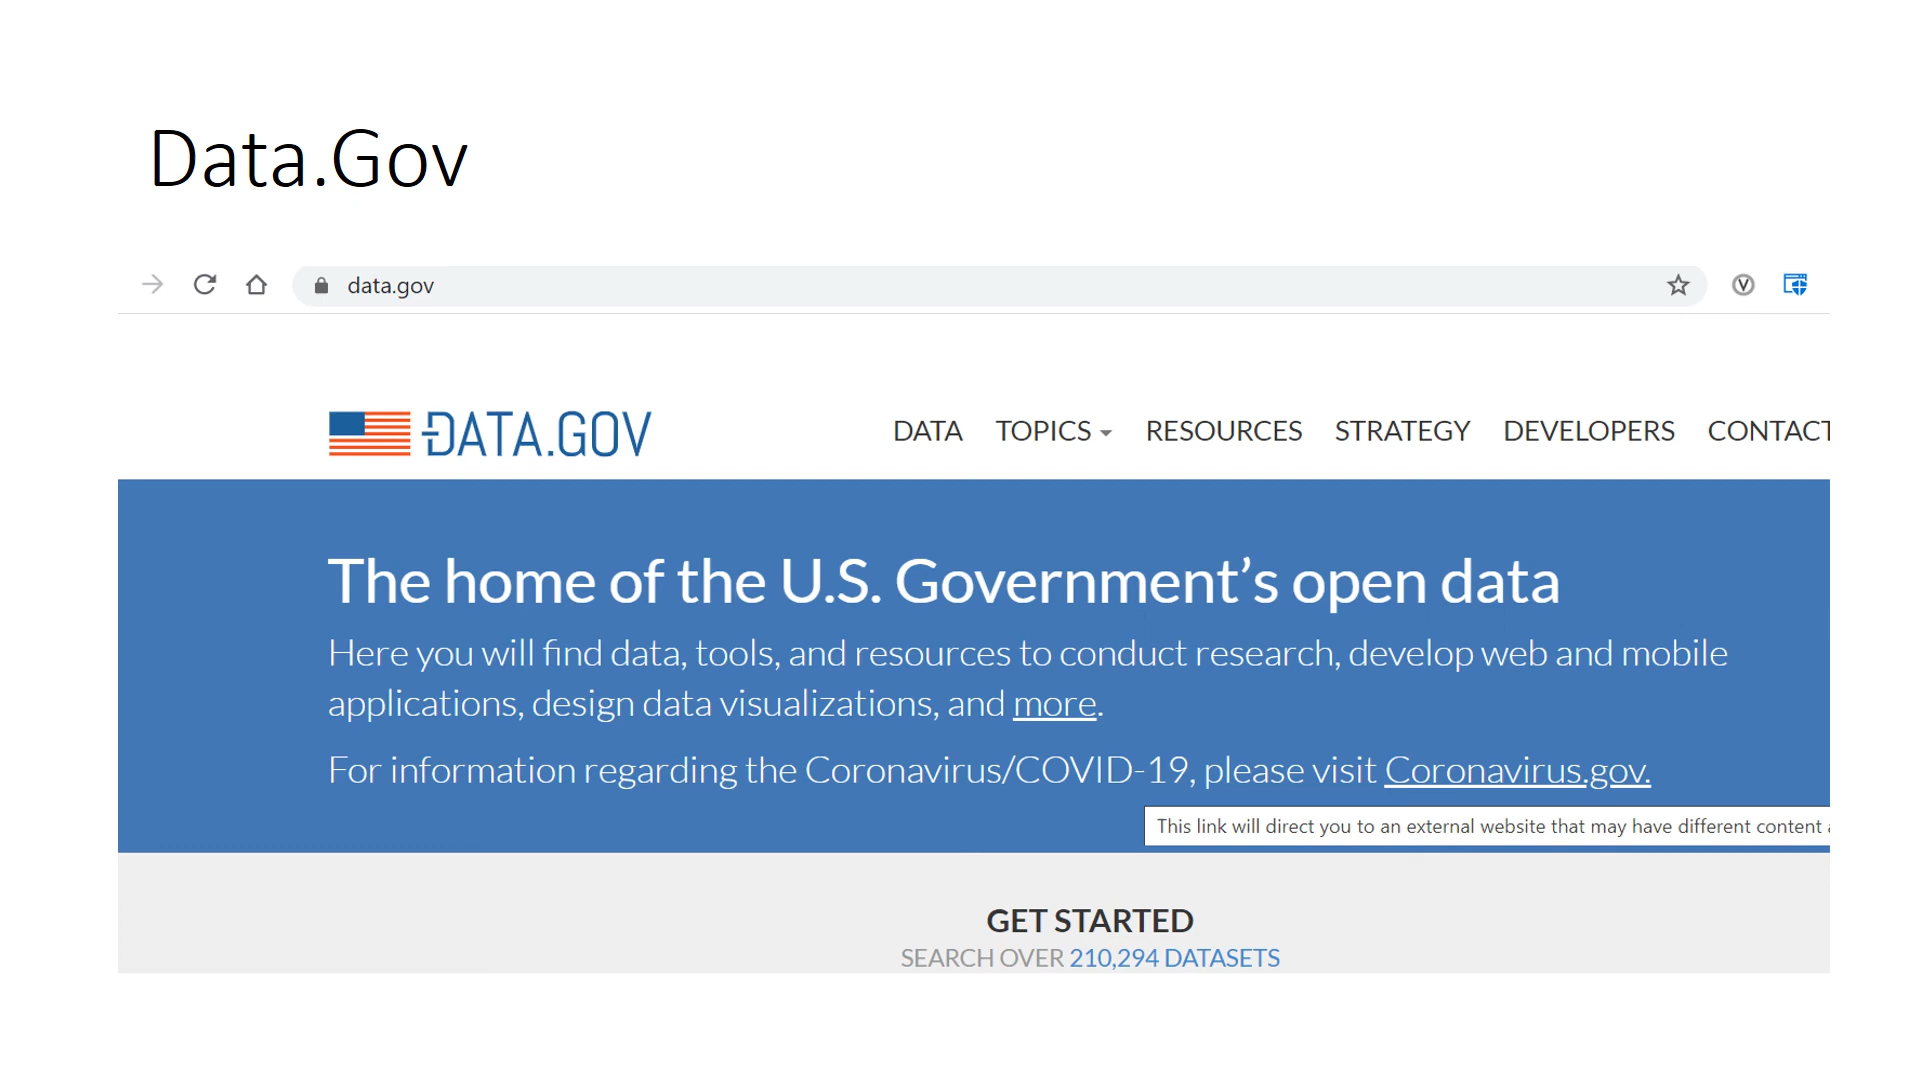 Data.Gov
data.gov
DATA.GOV
DATA TOPICS RESOURCES STRATEGY DEVELOPERS CONTACT
The home of the U.S. Government’s open data
Here you will find data, tools, and resources to conduct research, develop web and mobile
applications, design data visualizations, and more.
For information regarding the Coronavirus/COVID-19, please visit Coronavirus.gov.
This link will direct you to an external website that may have different content
GET STARTED
SEARCH OVER 210,294 DATASETS